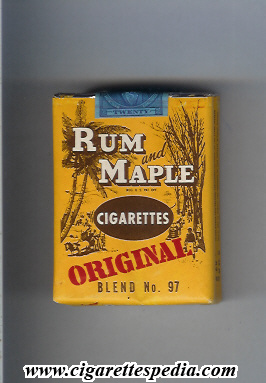 TWENTY
RUM
and
MAPLE
CIGARETTES
ORIGINAL
BLEND No. 97
www.cigarettespedia.com